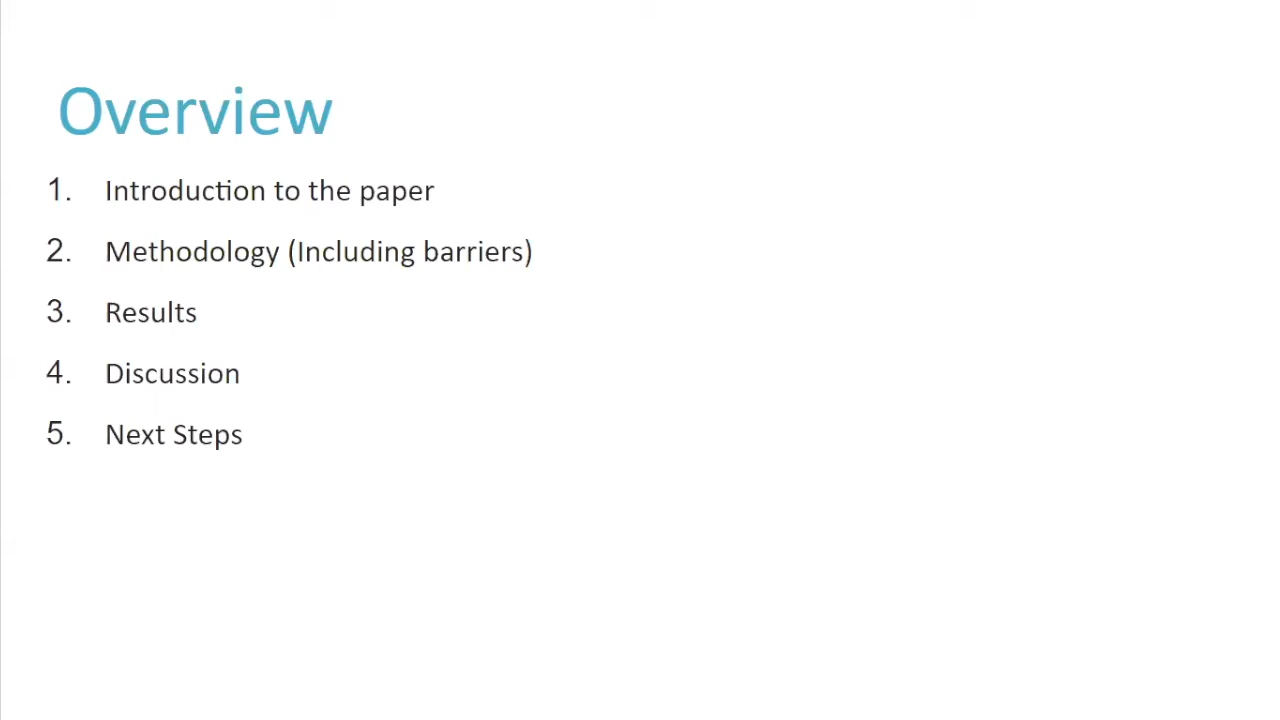 Overview
1. Introduction to the paper
2. Methodology (Including barriers)
3. Results
4. Discussion
5. Next Steps